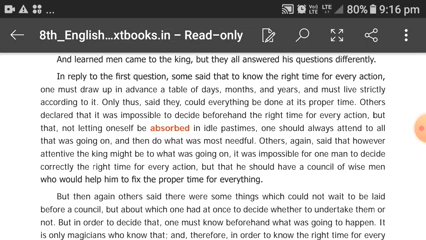 80% 9:16 pm
8th_English...xtbooks.in – Read-only
And learned men came to the king, but they all answered his questions differently.
In reply to the first question, some said that to know the right time for every action,
one must draw up in advance a table of days, months, and years, and must live strictly
according to it. Only thus, said they, could everything be done at its proper time. Others
declared that it was impossible to decide beforehand the right time for every action, but
that, not letting oneself be absorbed in idle pastimes, one should always attend to all
that was going on, and then do what was most needful. Others, again, said that however
attentive the king might be to what was going on, it was impossible for one man to decide
correctly the right time for every action, but that he should have a council of wise men
who would help him to fix the proper time for everything.
But then again others said there were some things which could not wait to be laid
before a council, but about which one had at once to decide whether to undertake them or
not. But in order to decide that, one must know beforehand what was going to happen. It
is only magicians who know that; and, therefore, in order to know the right time for every